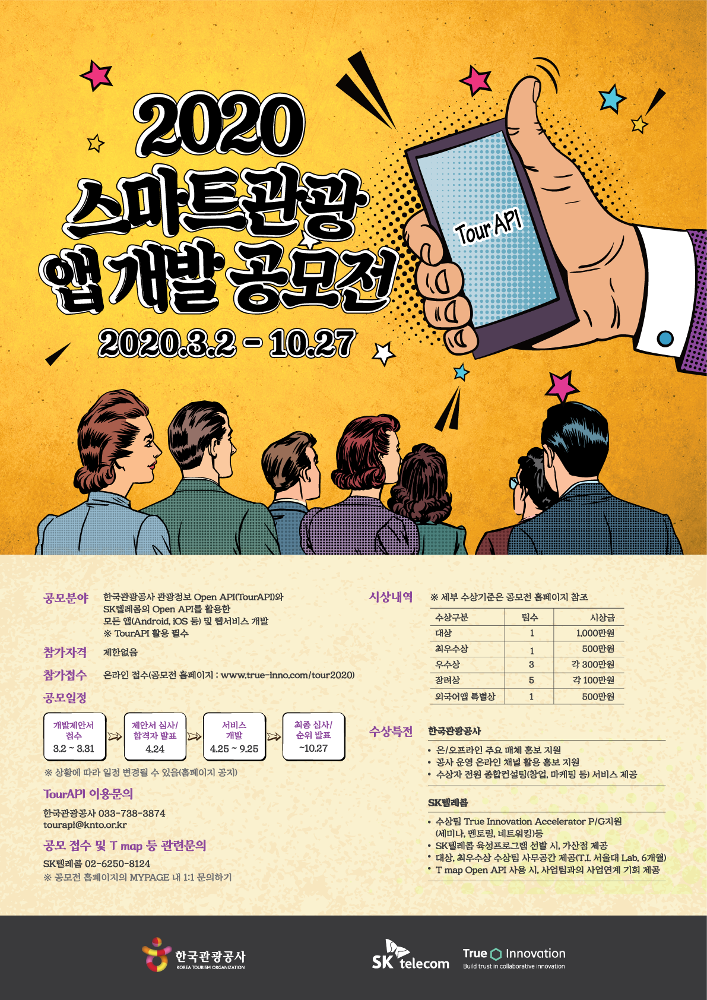 2020
스마트관광
앱 개발 공모전
2020.3.2 - 10.27
Tour API
공모분야
한국관광공사 관광정보 Open API(TourAPI)와
SK텔레콤의 Open API를 활용한
모든 앱(Android, iOS 등) 및 웹서비스 개발
※ TourAPI 활용 필수
참가자격 제한없음
참가접수 온라인 접수(공모전 홈페이지 : www.true-inno.com/tour2020)
공모일정
개발제안서
접수
3.2 ~ 3.31
제안서 심사/
합격자 발표
4.24
서비스
개발
4.25 ~ 9.25
최종 심사/
순위 발표
~10.27
※ 상황에 따라 일정 변경될 수 있음(홈페이지 공지)
TourAPI 이용문의
한국관광공사 033-738-3874
tourapi@knto.or.kr
공모 접수 및 T map 등 관련문의
SK텔레콤 02-6250-8124
※ 공모전 홈페이지의 MYPAGE 내 1:1 문의하기
시상내역 ※ 세부 수상기준은 공모전 홈페이지 참조
수상구분 팀수 시상금
대상 1 1,000만원
최우수상 1 500만원
우수상 3 각 300만원
장려상 5 각 100만원
외국어앱 특별상 1 500만원
수상특전 한국관광공사
• 온/오프라인 주요 매체 홍보 지원
• 공사 운영 온라인 채널 활용 홍보 지원
• 수상자 전원 종합컨설팅(창업, 마케팅 등) 서비스 제공
SK텔레콤
• 수상팀 True Innovation Accelerator P/G지원
(세미나, 멘토링, 네트워킹)등
• SK텔레콤 육성프로그램 선발 시, 가산점 제공
• 대상, 최우수상 수상팀 사무공간 제공(T.I. 서울대 Lab, 6개월)
• T map Open API 사용 시, 사업팀과의 사업연계 기회 제공
한국관광공사
KOREA TOURISM ORGANIZATION
SK telecom
True Innovation
Build trust in collaborative innovation